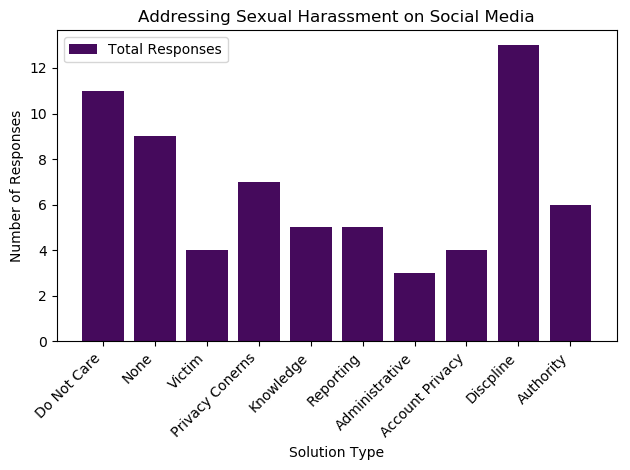 Addressing Sexual Harassment on Social Media
Total Responses
Number of Responses
12
10
8
6
4
2
0
Do Not Care
None
Victim
Privacy Conerns
Knowledge
Reporting
Administrative
Account Privacy
Discpline
Authority
Solution Type